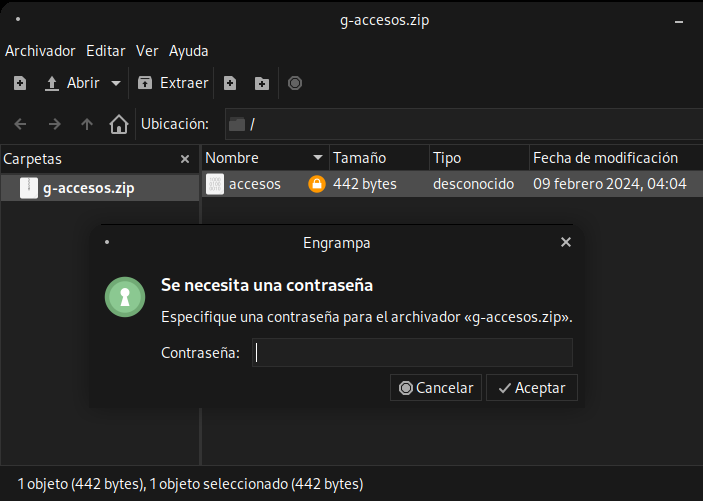 g-accesos.zip
Archivador Editar Ver Ayuda
Abrir Extraer
Ubicación: /
Carpetas
g-accesos.zip
Nombre Tamaño Tipo Fecha de modificación
accesos 442 bytes desconocido 09 febrero 2024, 04:04
Engrampa
Se necesita una contraseña
Especifique una contraseña para el archivador «g-accesos.zip».
Contraseña:
Cancelar Aceptar
1 objeto (442 bytes), 1 objeto seleccionado (442 bytes)